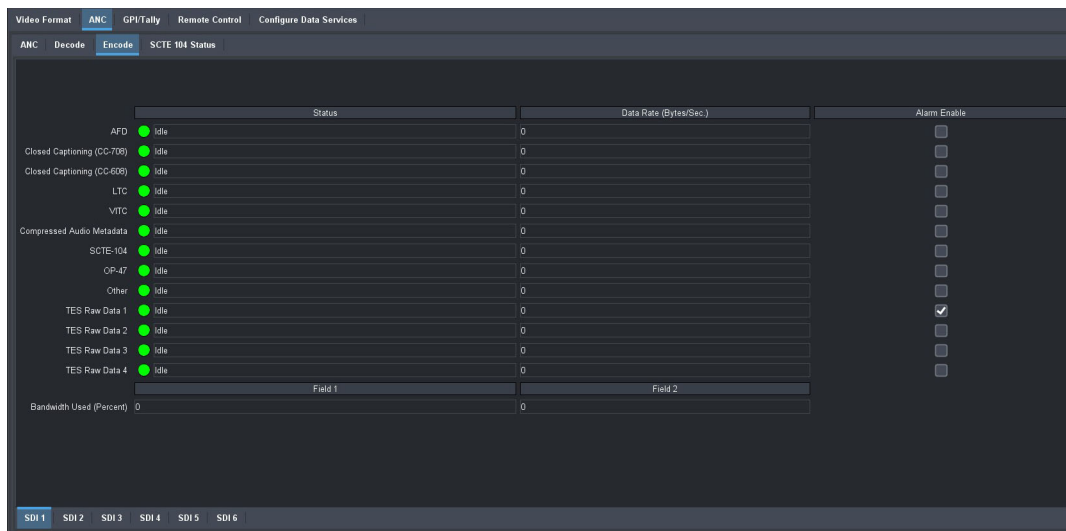 Video Format ANC GPI/Tally Remote Control Configure Data Services
ANC Decode Encode SCTE 104 Status
Status Data Rate (Bytes/Sec.) Alarm Enable
AFD Idle 0
Closed Captioning (CC-708) Idle 0
Closed Captioning (CC-608) Idle 0
LTC Idle 0
VITC Idle 0
Compressed Audio Metadata Idle 0
SCTE-104 Idle 0
OP-47 Idle 0
Other Idle 0
TES Raw Data 1 Idle 0
TES Raw Data 2 Idle 0
TES Raw Data 3 Idle 0
TES Raw Data 4 Idle 0
Field 1 Field 2
Bandwidth Used (Percent) 0 0
SDI 1 SDI 2 SDI 3 SDI 4 SDI 5 SDI 6